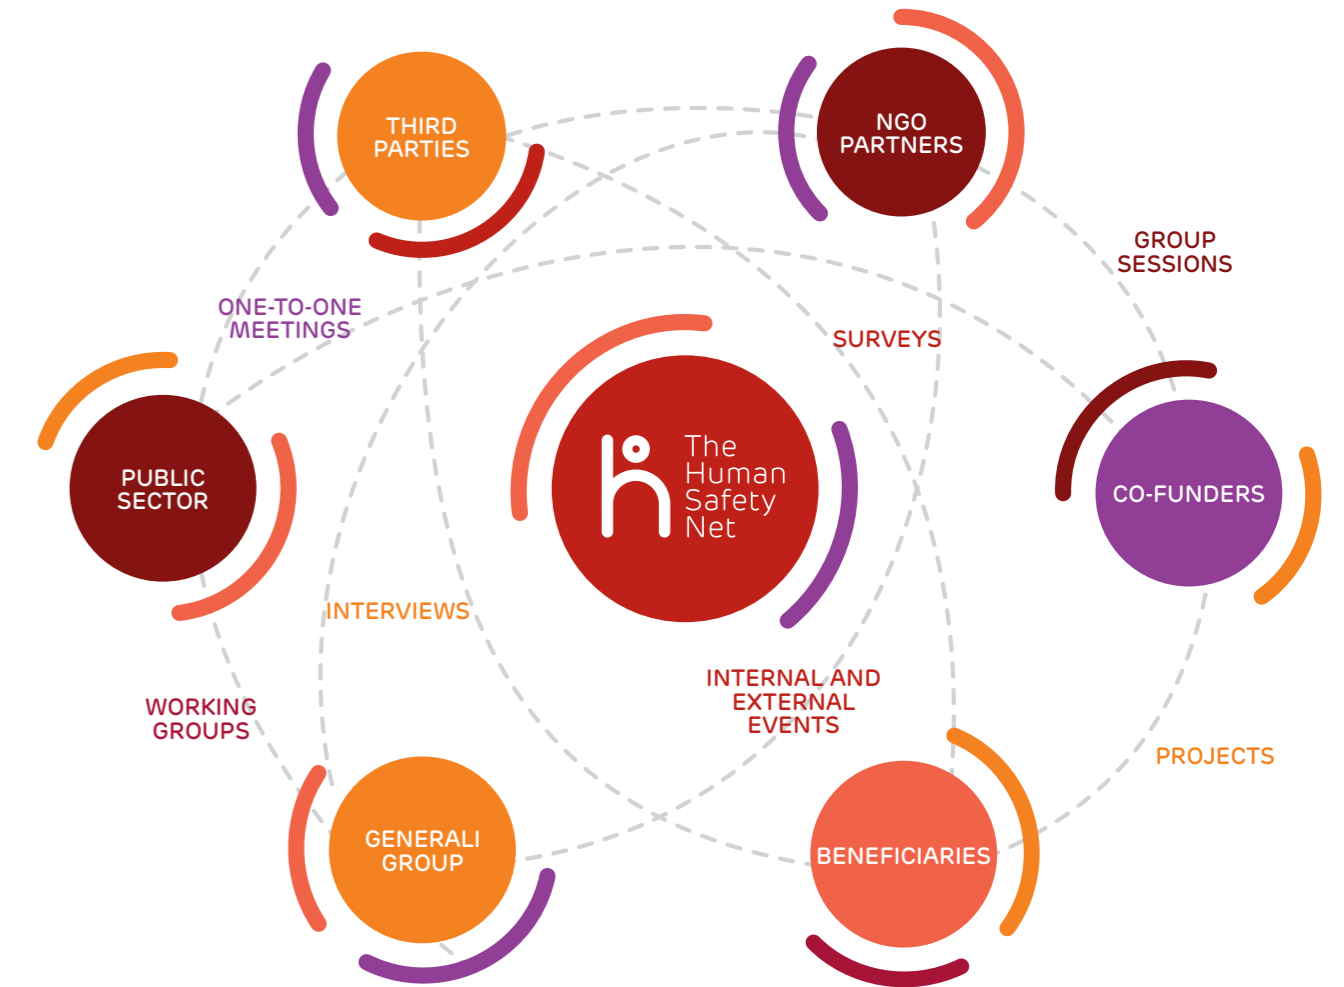 THIRD
PARTIES
NGO
PARTNERS
GROUP
SESSIONS
ONE-TO-ONE
MEETINGS
SURVEYS
PUBLIC
SECTOR
The
Human
Safety
Net
CO-FUNDERS
INTERVIEWS
INTERNAL AND
EXTERNAL
EVENTS
WORKING
GROUPS
PROJECTS
GENERALI
GROUP
BENEFICIARIES